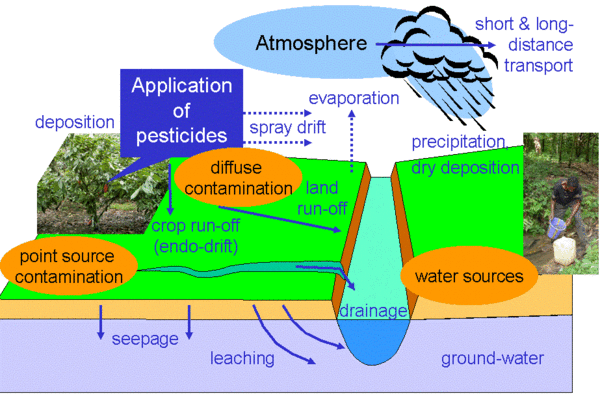 Atmosphere
short & long-
distance
transport
Application
of
pesticides
deposition
evaporation
spray drift
precipitation
dry deposition
diffuse
contamination
land
run-off
crop run-off
(endo-drift)
point source
contamination
water sources
drainage
seepage
leaching
ground-water